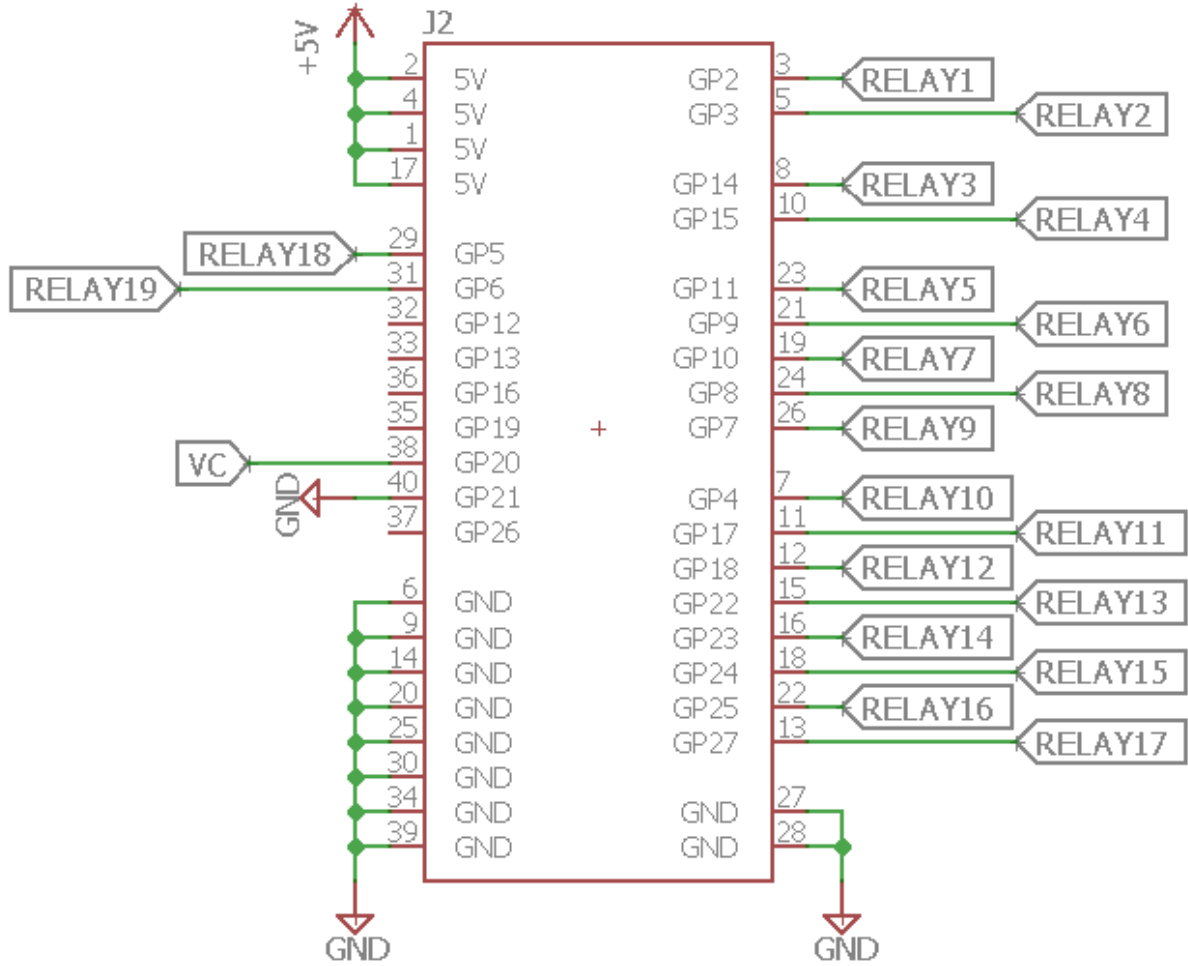 J2
+5V
2 5V GP2 3 RELAY1
4 5V GP3 5 RELAY2
1 5V
17 5V GP14 8 RELAY3
GP15 10 RELAY4
RELAY18 29 GP5
RELAY19 31 GP6 GP11 23 RELAY5
32 GP12 GP9 21 RELAY6
33 GP13 GP10 19 RELAY7
36 GP16 GP8 24 RELAY8
35 GP19 GP7 26 RELAY9
VC 38 GP20
GND 40 GP21 GP4 7 RELAY10
37 GP26 GP17 11 RELAY11
GP18 12 RELAY12
6 GND GP22 15 RELAY13
9 GND GP23 16 RELAY14
14 GND GP24 18 RELAY15
20 GND GP25 22 RELAY16
25 GND GP27 13 RELAY17
30 GND
34 GND GND 27
39 GND GND 28
GND GND